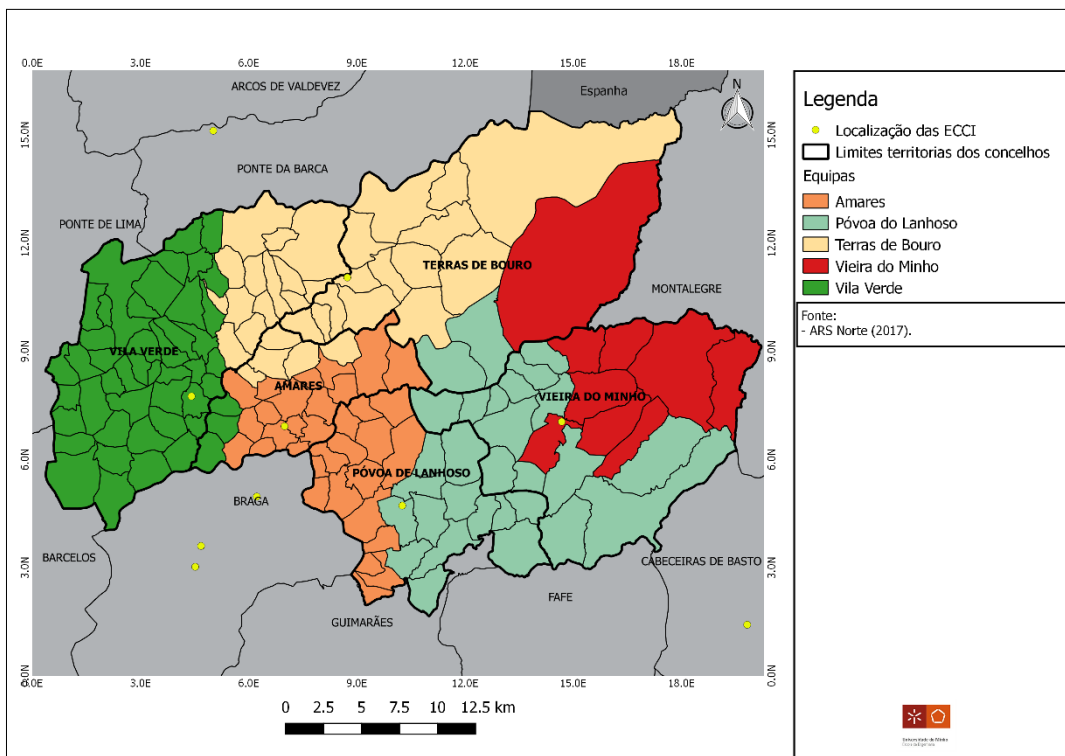 0.0E 3.0E 6.0E 9.0E 12.0E 15.0E 18.0E
ARCOS DE VALDEVEZ
Espanha
N
15.0N 15.0N
PONTE DA BARCA
PONTE DE LIMA
12.0N 12.0N
TERRAS DE BOURO
MONTALEGRE
9.0N 9.0N
VILA VERDE
AMARES
VIEIRA DO MINHO
6.0N 6.0N
PÓVOA DE LANHOSO
BRAGA
BARCELOS
CABECEIRAS DE BASTO
3.0N 3.0N
FAFE
GUIMARÃES
0.0N 0.0N
0.0E 3.0E 6.0E 9.0E 12.0E 15.0E 18.0E
0 2.5 5 7.5 10 12.5 km
Legenda
Localização das ECCI
Limites territorias dos concelhos
Equipas
Amares
Póvoa do Lanhoso
Terras de Bouro
Vieira do Minho
Vila Verde
Fonte:
- ARS Norte (2017).
Universidade do Minho